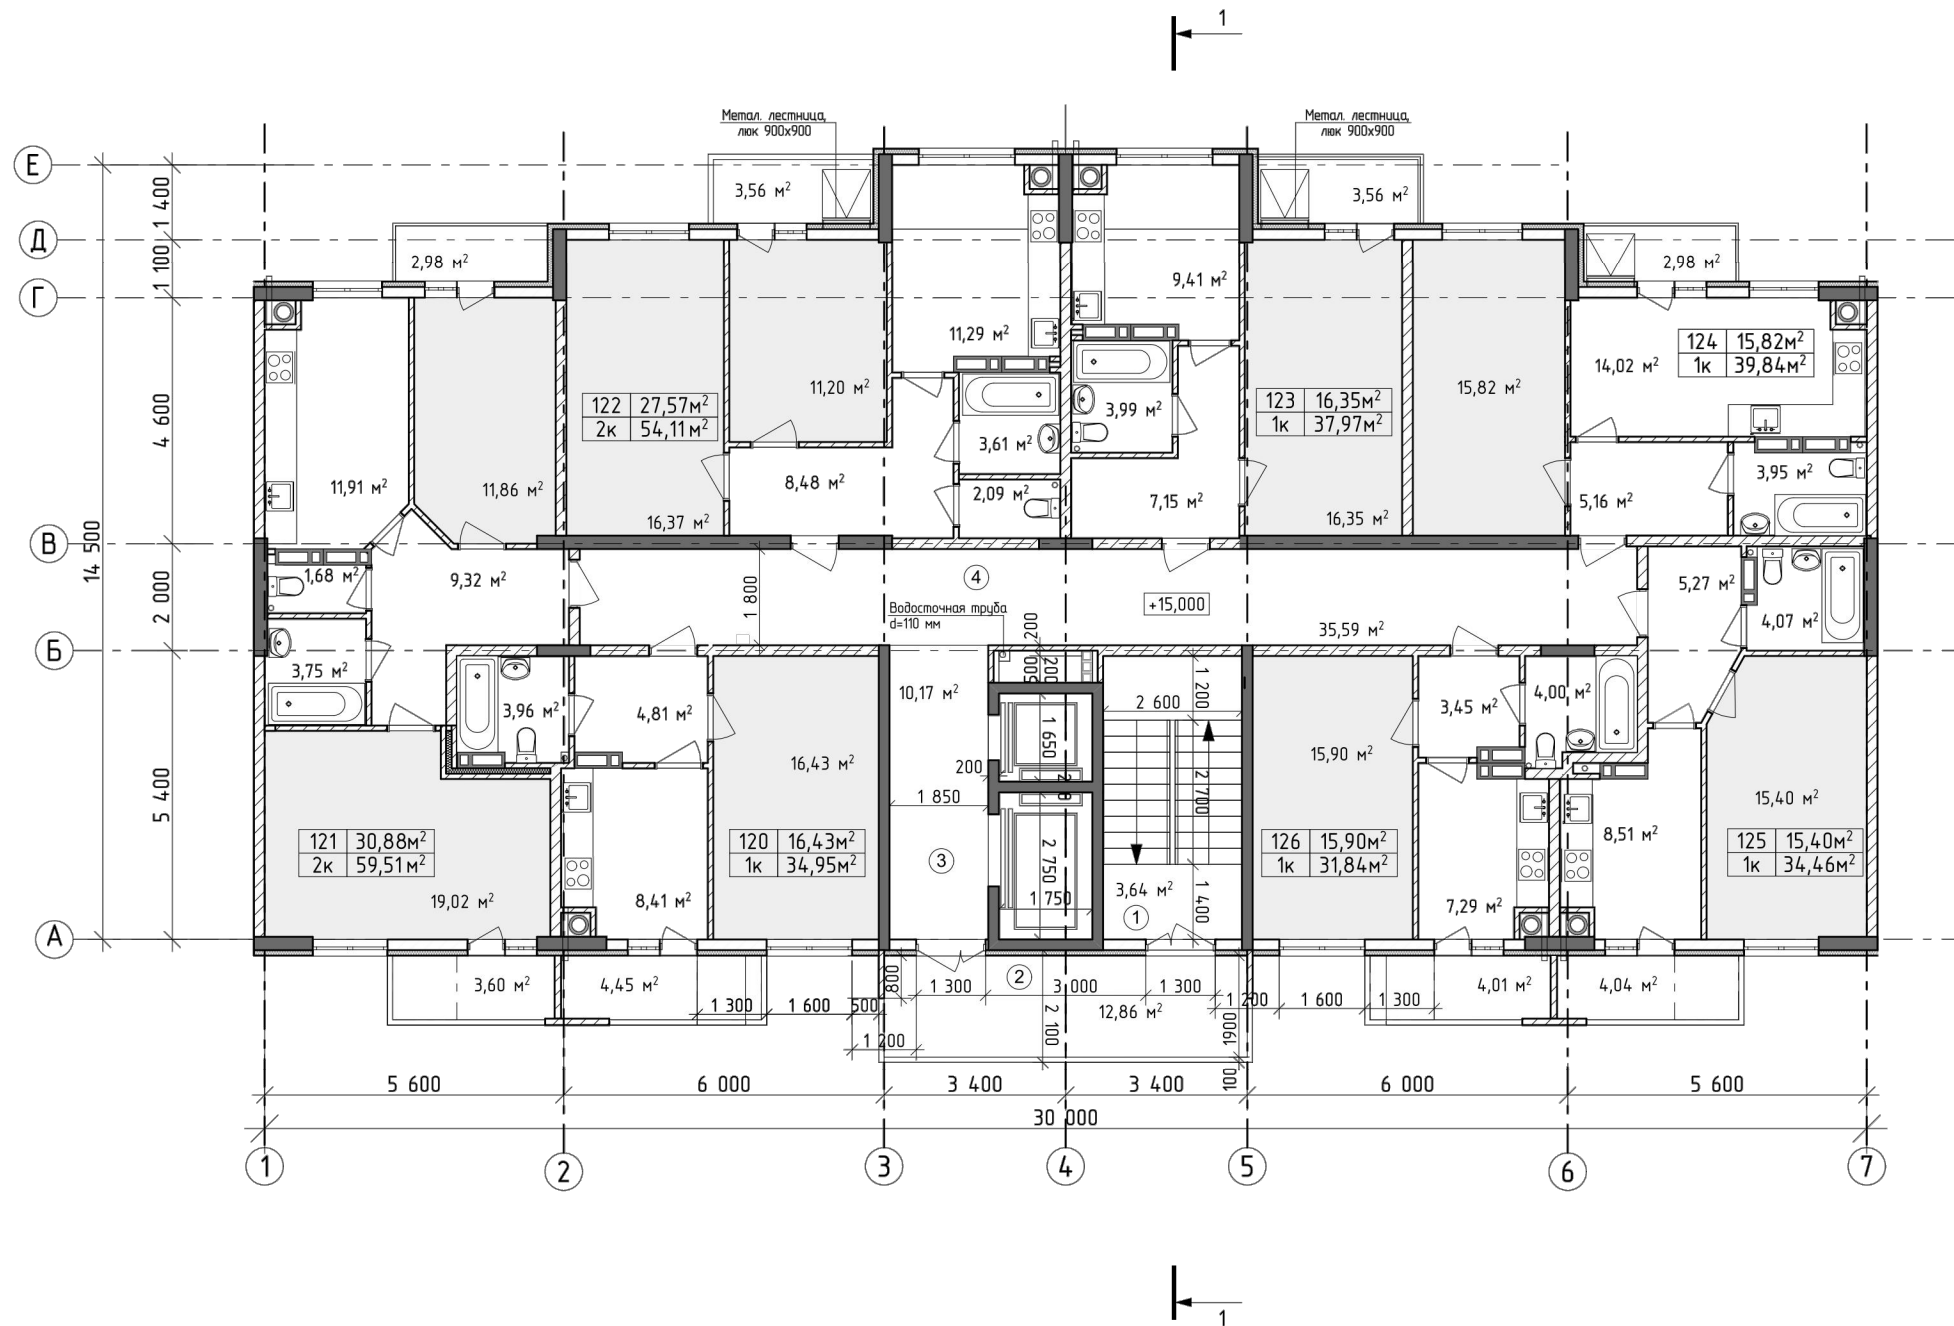 1
Метал. лестница,
люк 900х900
Метал. лестница,
люк 900х900
Е
Д
Г
В
Б
А
1 400
1 100
4 600
2 000
5 400
14 500
3,56 м²
3,56 м²
2,98 м²
2,98 м²
9,41 м²
11,29 м²
124 15,82м²
1к 39,84м²
14,02 м²
15,82 м²
11,20 м²
122 27,57м²
2к 54,11м²
123 16,35м²
1к 37,97м²
3,99 м²
3,61 м²
8,48 м²
3,95 м²
11,91 м²
11,86 м²
2,09 м²
7,15 м²
5,16 м²
16,37 м²
16,35 м²
1,68 м²
9,32 м²
4
5,27 м²
1 800
+15,000
Водосточная труба
d=110 мм
200
35,59 м²
4,07 м²
3,75 м²
500
200
1 200
10,17 м²
4,00 м²
3,96 м²
4,81 м²
2 600
3,45 м²
1 650
15,90 м²
16,43 м²
200
2 700
1 850
15,40 м²
121 30,88м²
2к 59,51м²
120 16,43м²
1к 34,95м²
3
2 750
126 15,90м²
1к 31,84м²
8,51 м²
125 15,40м²
1к 34,46м²
3,64 м²
19,02 м²
8,41 м²
1 750
1
1 400
7,29 м²
3,60 м²
4,45 м²
800
1 300
2
3 000
1 300
4,01 м²
4,04 м²
1 300
1 600
500
12,86 м²
1 200
1 600
1 300
1 200
2 100
1900
100
5 600
6 000
3 400
3 400
6 000
5 600
30 000
1
2
3
4
5
6
7
1